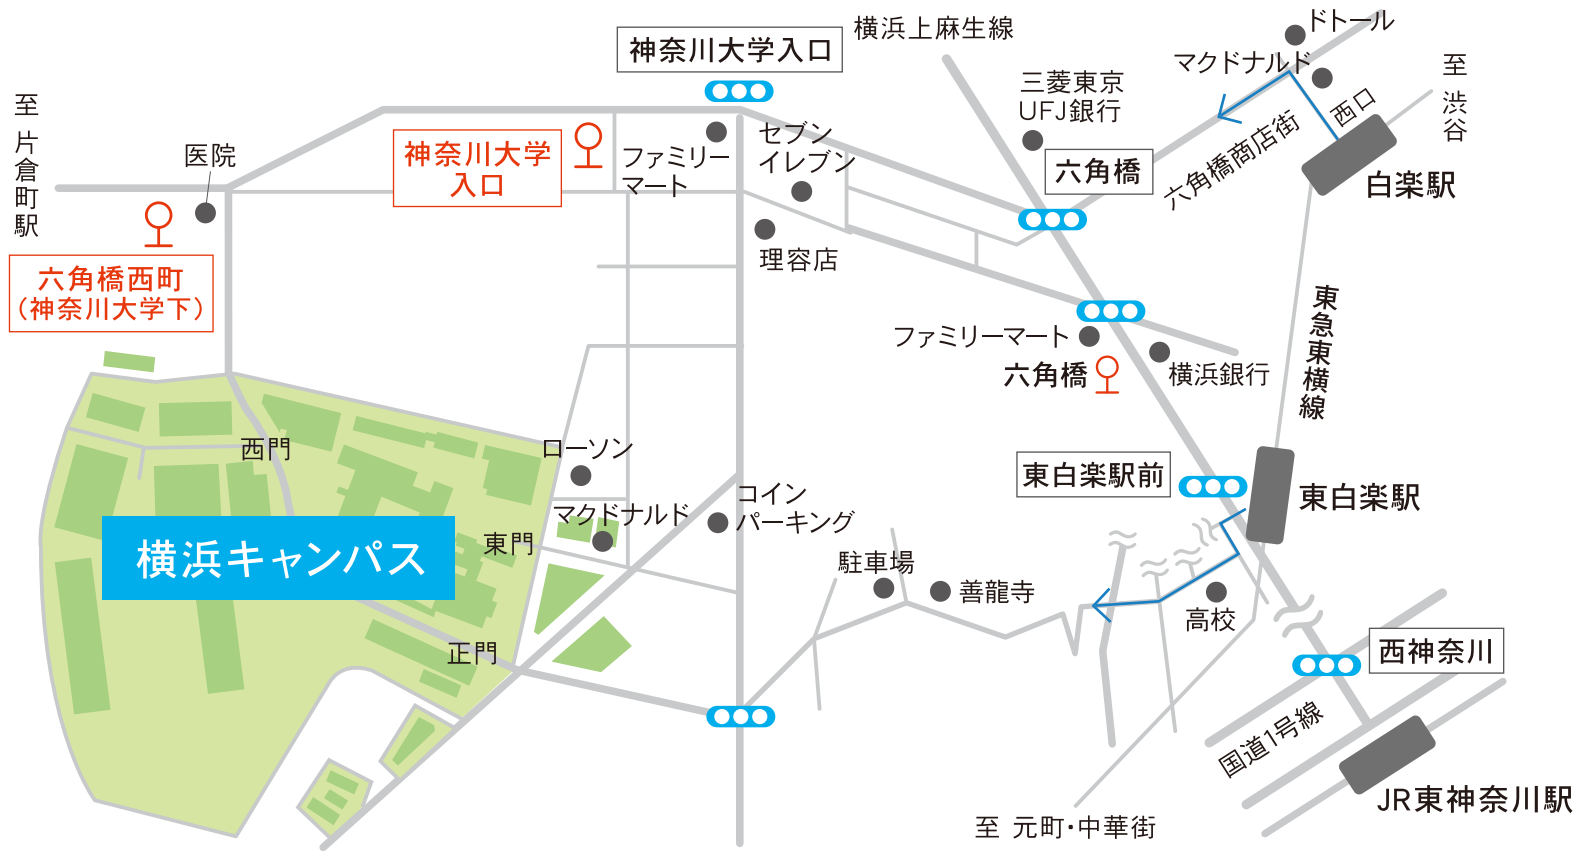 横浜上麻生線
ドトール
マクドナルド
至 渋谷
神奈川大学入口
三菱東京
UFJ銀行
西口
六角橋商店街
白楽駅
至 片倉町駅
医院
神奈川大学
入口
ファミリー
マート
セブン
イレブン
六角橋
理容店
六角橋西町
(神奈川大学下)
ファミリーマート
六角橋
横浜銀行
東急東横線
西門
ローソン
東白楽駅前
東白楽駅
マクドナルド
コイン
パーキング
東門
横浜キャンパス
駐車場
善龍寺
高校
正門
西神奈川
国道1号線
JR東神奈川駅
至 元町・中華街